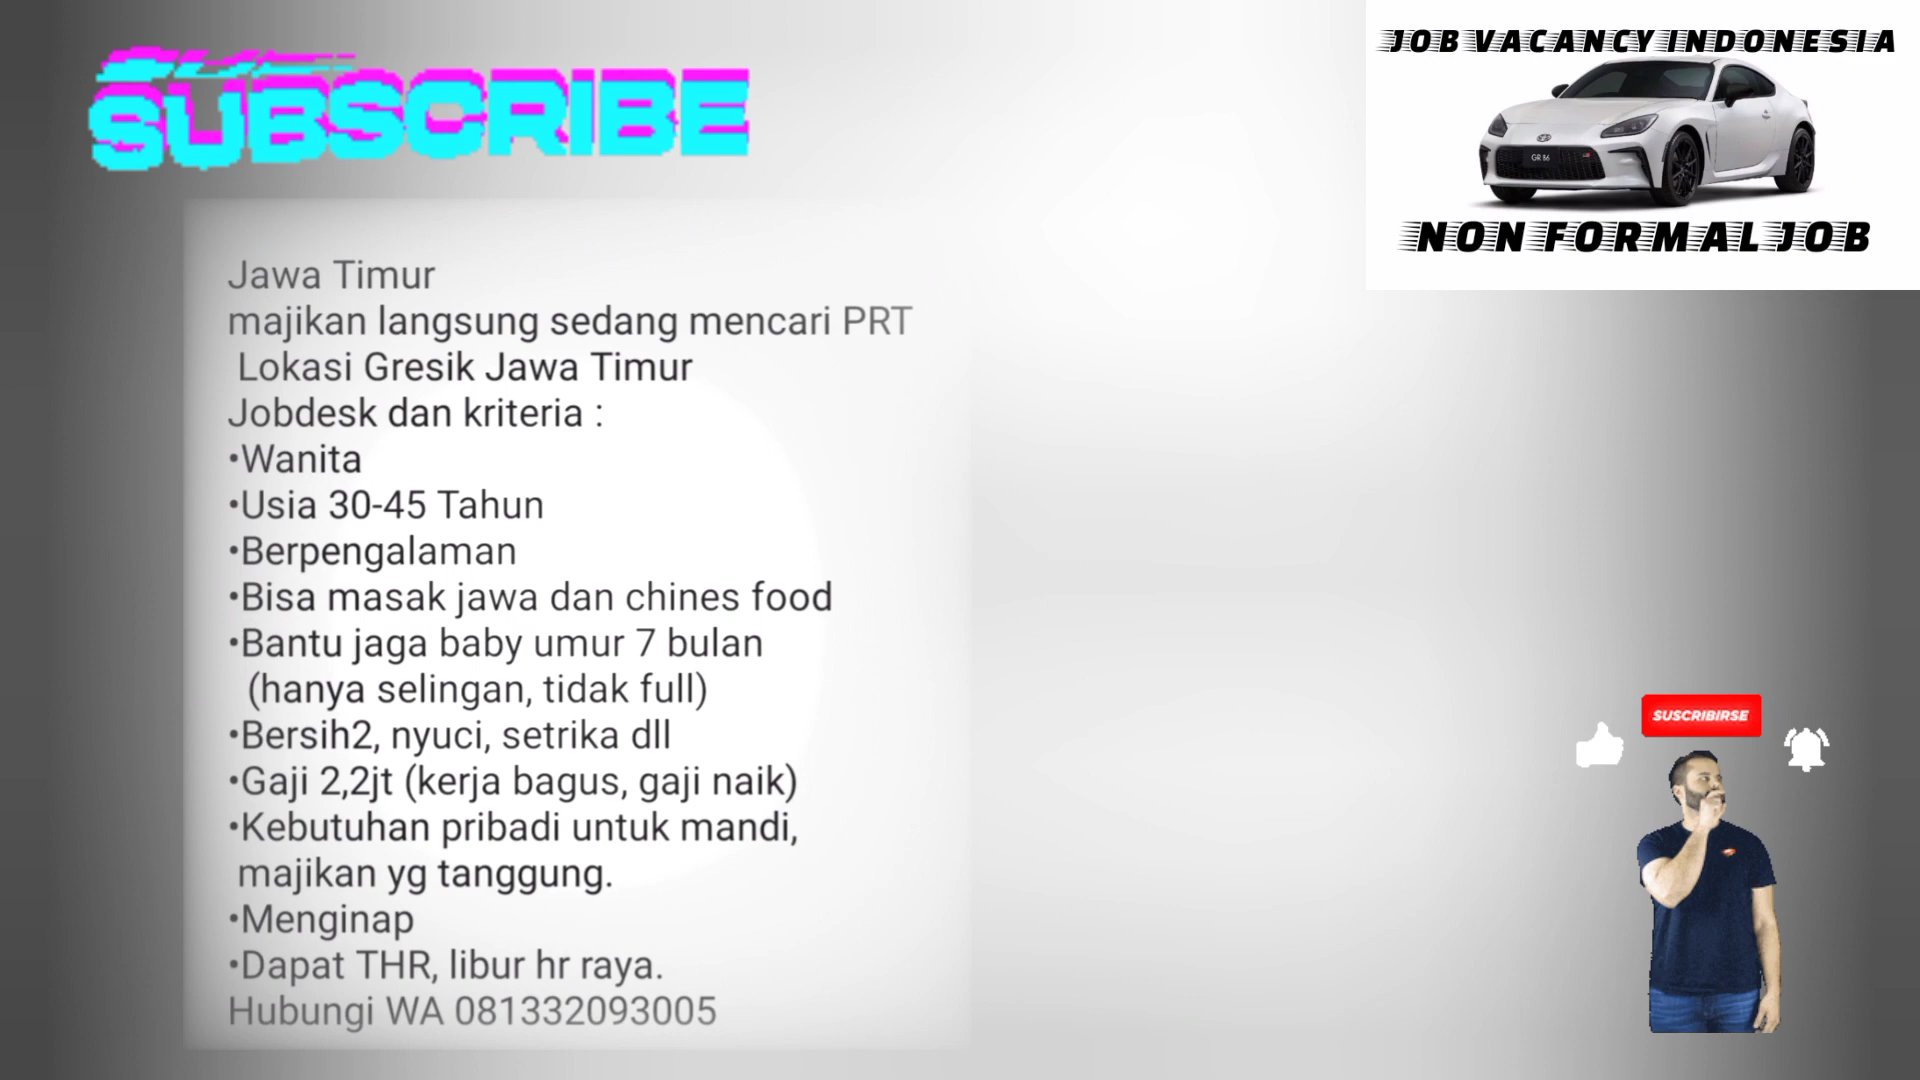 SUBSCRIBE
JOB VACANCY INDONESIA
GR 86
NON FORMAL JOB
Jawa Timur
majikan langsung sedang mencari PRT
Lokasi Gresik Jawa Timur
Jobdesk dan kriteria :
•Wanita
•Usia 30-45 Tahun
•Berpengalaman
•Bisa masak jawa dan chines food
•Bantu jaga baby umur 7 bulan
(hanya selingan, tidak full)
•Bersih2, nyuci, setrika dll
•Gaji 2,2jt (kerja bagus, gaji naik)
•Kebutuhan pribadi untuk mandi,
majikan yg tanggung.
•Menginap
•Dapat THR, libur hr raya.
Hubungi WA 081332093005
SUSCRIBIRSE